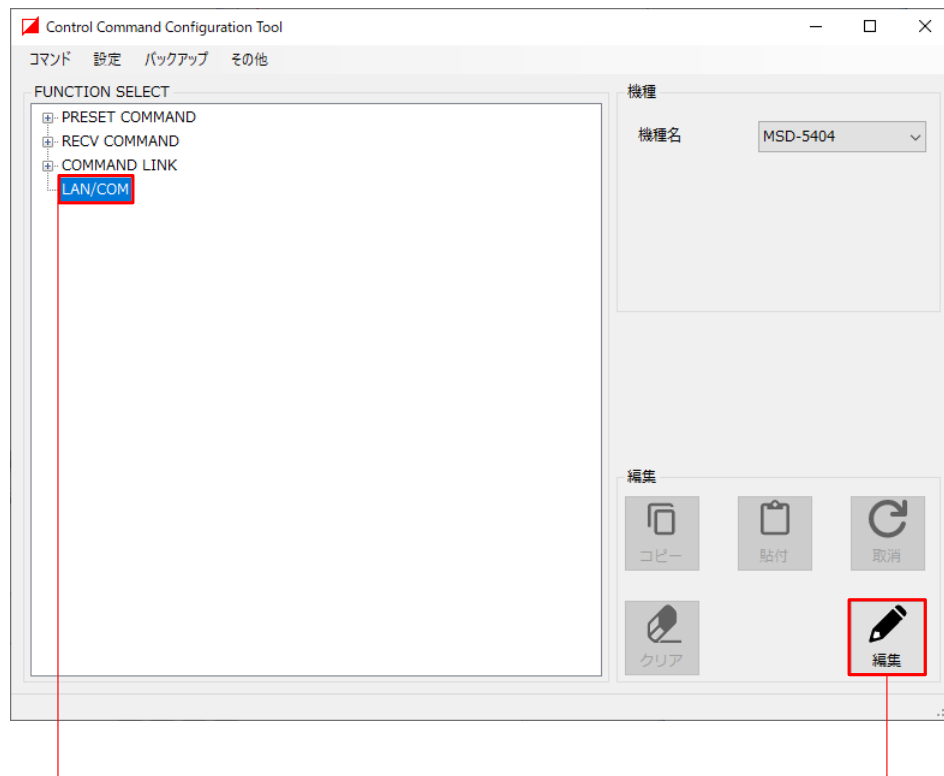 Control Command Configuration Tool
コマンド 設定 バックアップ その他
FUNCTION SELECT
PRESET COMMAND
RECV COMMAND
COMMAND LINK
LAN/COM
機種
機種名 MSD-5404
編集
コピー 貼付 取消
クリア 編集